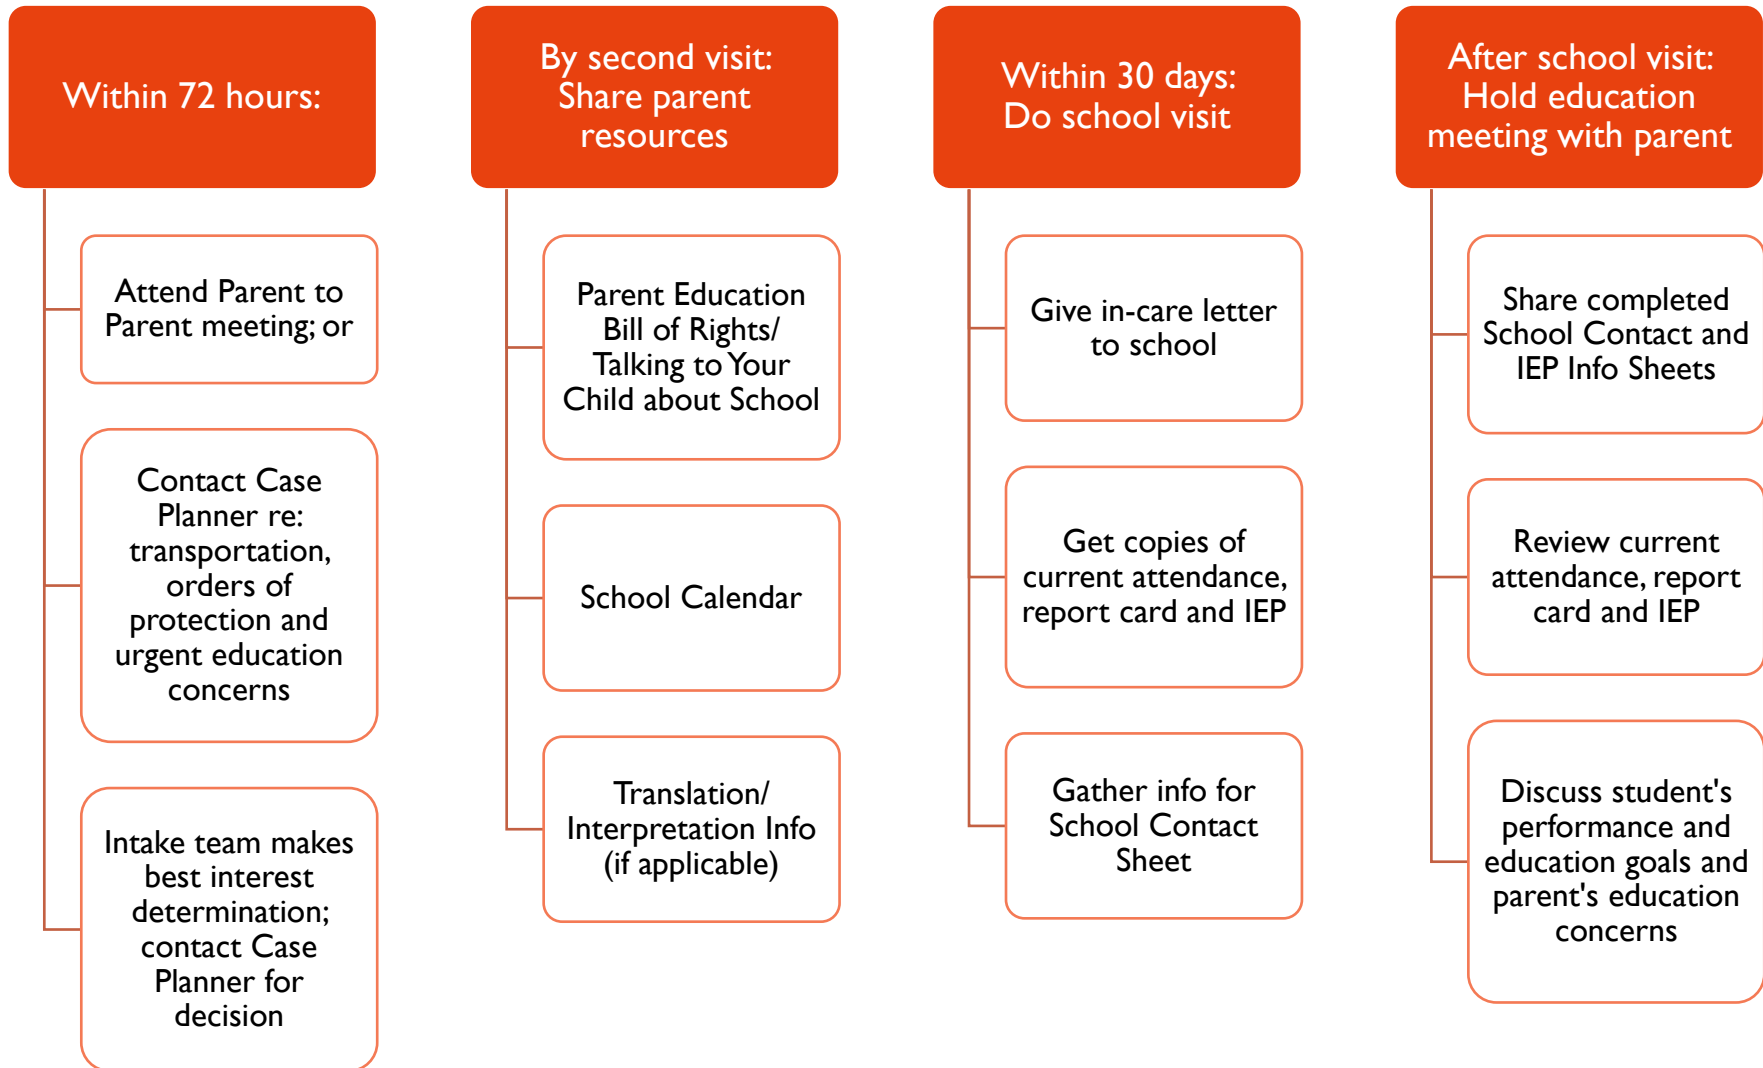 Within 72 hours:
Attend Parent to
Parent meeting; or
Contact Case
Planner re:
transportation,
orders of
protection and
urgent education
concerns
Intake team makes
best interest
determination;
contact Case
Planner for
decision
By second visit:
Share parent
resources
Parent Education
Bill of Rights/
Talking to Your
Child about School
School Calendar
Translation/
Interpretation Info
(if applicable)
Within 30 days:
Do school visit
Give in-care letter
to school
Get copies of
current attendance,
report card and IEP
Gather info for
School Contact
Sheet
After school visit:
Hold education
meeting with parent
Share completed
School Contact and
IEP Info Sheets
Review current
attendance, report
card and IEP
Discuss student's
performance and
education goals and
parent's education
concerns